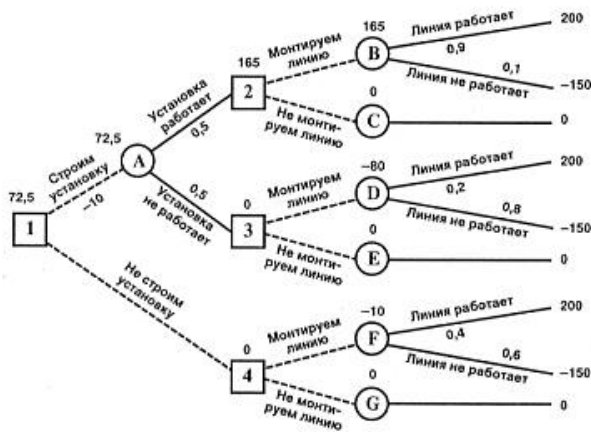 165
Линия работает
200
Монтируем
линию
B
0,9
0,1
165
Линия не работает
-150
2
0
Установка
работает
Не монти-
руем линию
C
0
72,5
0,5
A
Строим
установку
-80
Линия работает
200
72,5
-10
0,5
Установка
не работает
Монтируем
линию
D
0,2
0,8
0
Линия не работает
-150
1
3
0
Не монти-
руем линию
E
0
Не строим
установку
-10
Линия работает
200
Монтируем
линию
F
0,4
0,6
0
Линия не работает
-150
4
0
Не монти-
руем линию
G
0